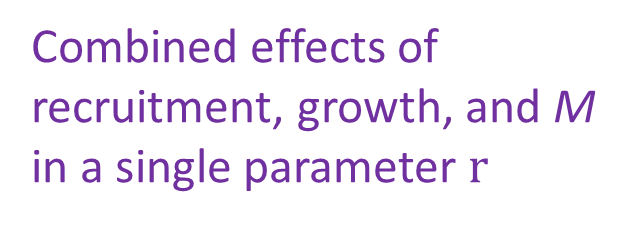 Combined effects of
recruitment, growth, and M
in a single parameter r